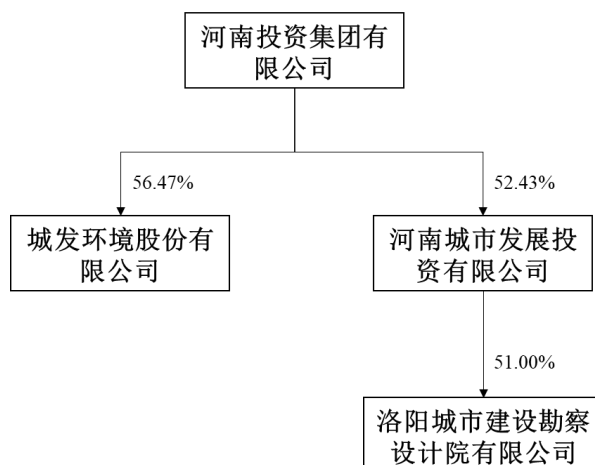 河南投资集团有
限公司
56.47%
52.43%
城发环境股份有
限公司
河南城市发展投
资有限公司
51.00%
洛阳城市建设勘察
设计院有限公司